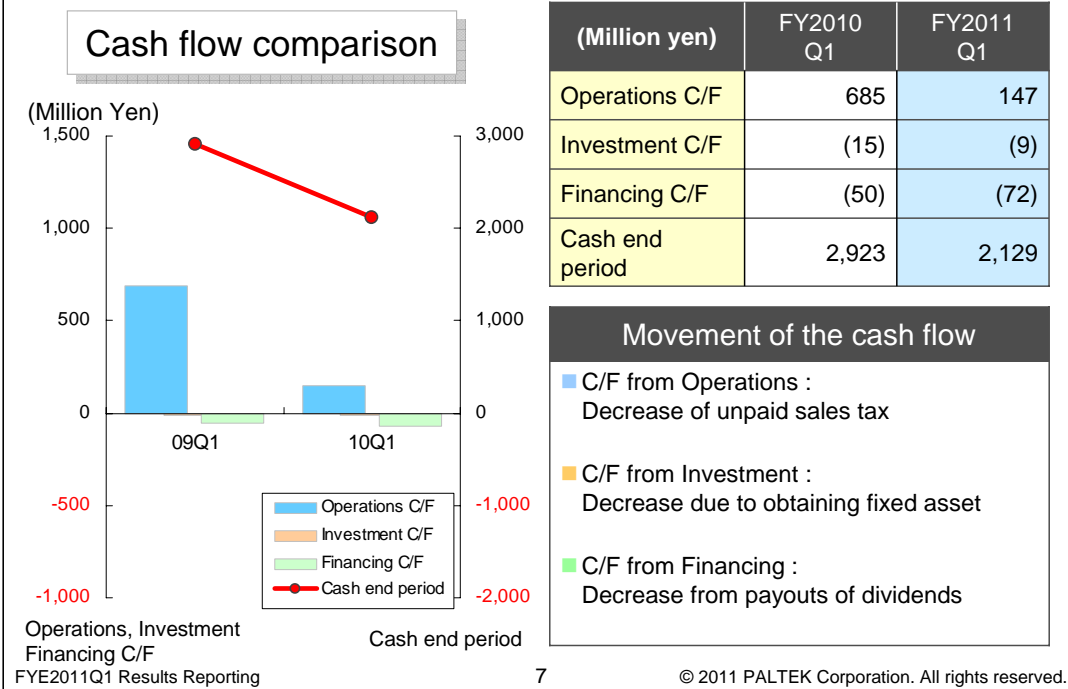 Cash flow comparison
(Million Yen)
1,500
1,000
500
0
-500
-1,000
3,000
2,000
1,000
0
-1,000
-2,000
09Q1
10Q1
Operations C/F
Investment C/F
Financing C/F
Cash end period
Operations, Investment
Financing C/F
Cash end period
(Million yen) FY2010 Q1 FY2011 Q1
Operations C/F 685 147
Investment C/F (15) (9)
Financing C/F (50) (72)
Cash end
period 2,923 2,129
Movement of the cash flow
C/F from Operations :
Decrease of unpaid sales tax
C/F from Investment :
Decrease due to obtaining fixed asset
C/F from Financing :
Decrease from payouts of dividends
FYE2011Q1 Results Reporting
7
© 2011 PALTEK Corporation. All rights reserved.